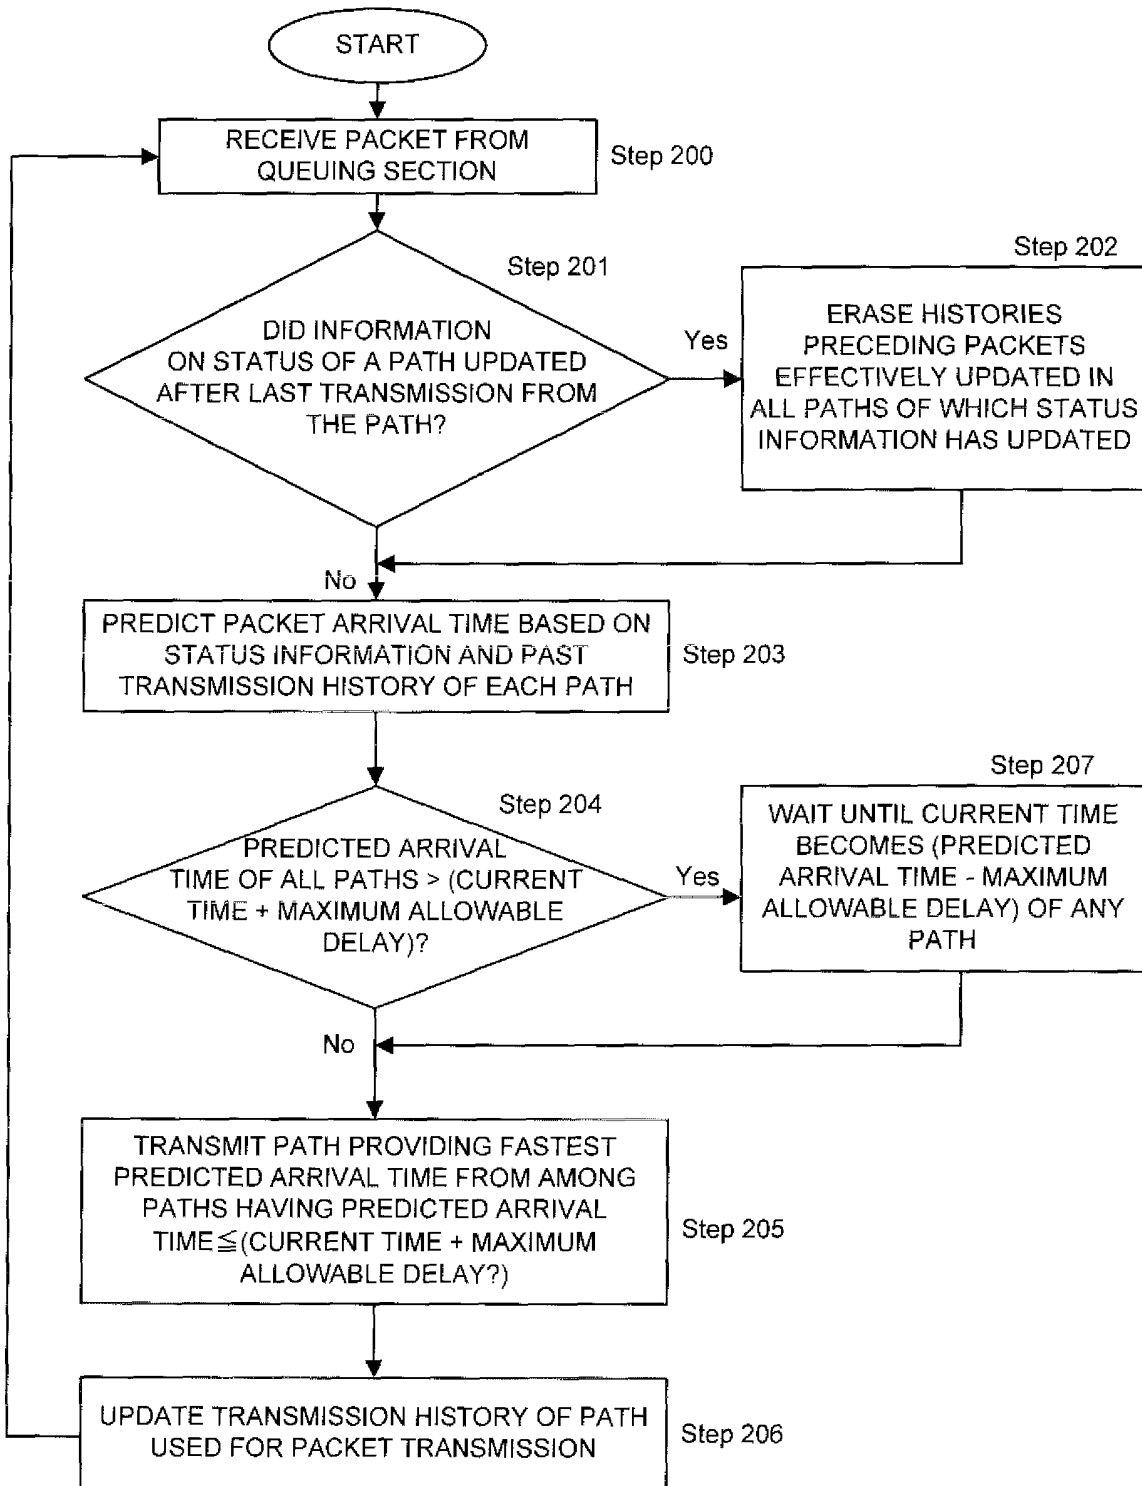 START
RECEIVE PACKET FROM
QUEUING SECTION
Step 200
Step 201
DID INFORMATION
ON STATUS OF A PATH UPDATED
AFTER LAST TRANSMISSION FROM
THE PATH?
Yes
Step 202
ERASE HISTORIES
PRECEDING PACKETS
EFFECTIVELY UPDATED IN
ALL PATHS OF WHICH STATUS
INFORMATION HAS UPDATED
No
PREDICT PACKET ARRIVAL TIME BASED ON
STATUS INFORMATION AND PAST
TRANSMISSION HISTORY OF EACH PATH
Step 203
Step 204
PREDICTED ARRIVAL
TIME OF ALL PATHS > (CURRENT
TIME + MAXIMUM ALLOWABLE
DELAY)?
Yes
Step 207
WAIT UNTIL CURRENT TIME
BECOMES (PREDICTED
ARRIVAL TIME - MAXIMUM
ALLOWABLE DELAY) OF ANY
PATH
No
TRANSMIT PATH PROVIDING FASTEST
PREDICTED ARRIVAL TIME FROM AMONG
PATHS HAVING PREDICTED ARRIVAL
TIME≦(CURRENT TIME + MAXIMUM
ALLOWABLE DELAY?)
Step 205
UPDATE TRANSMISSION HISTORY OF PATH
USED FOR PACKET TRANSMISSION
Step 206